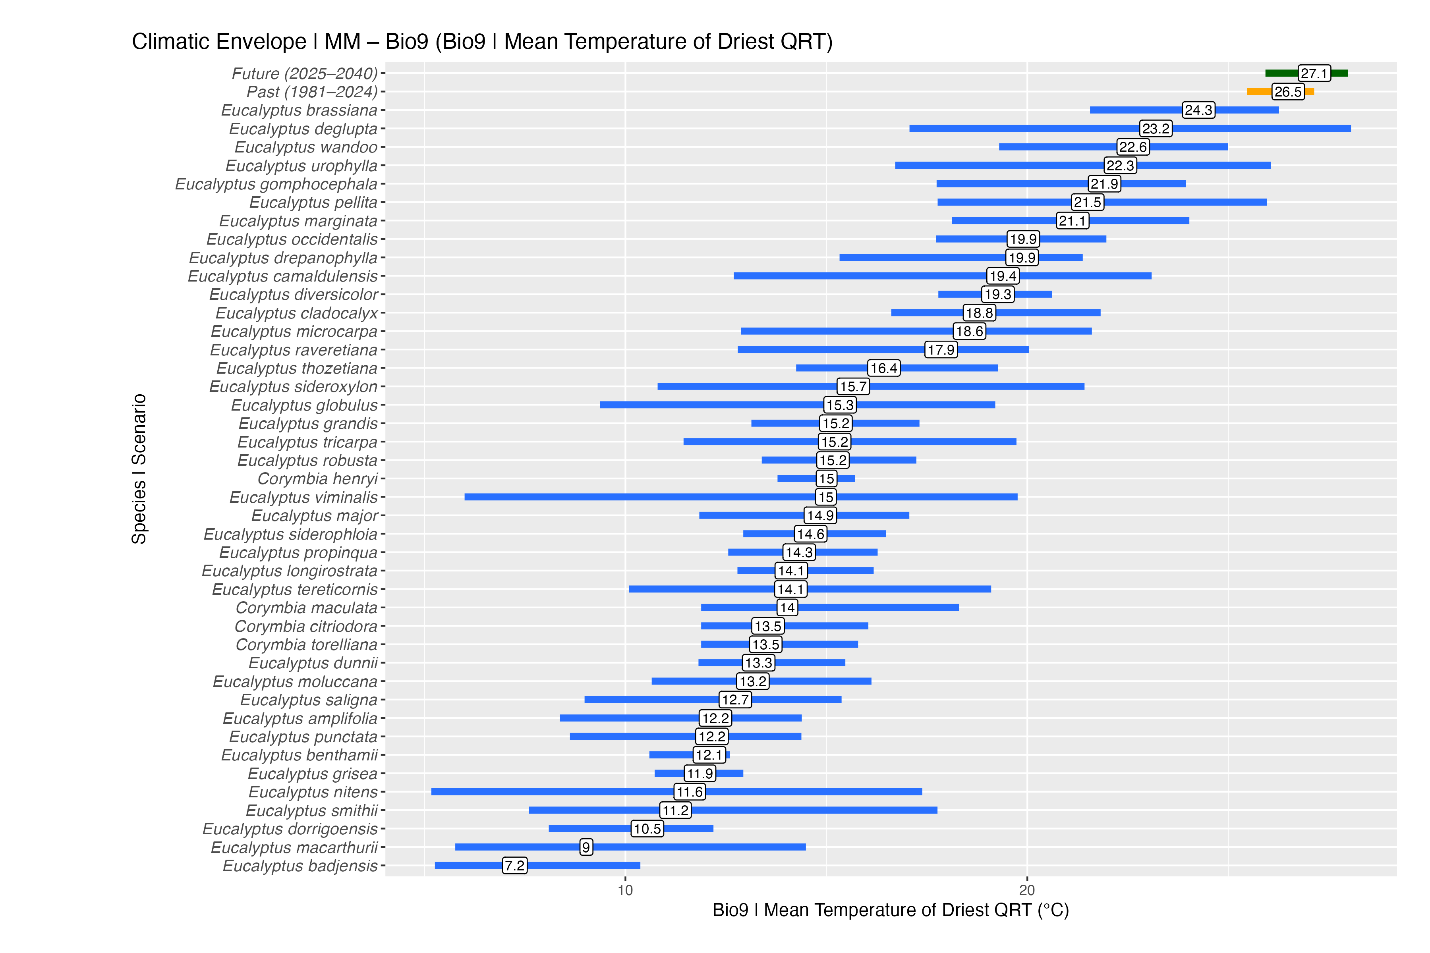 Climatic Envelope | MM – Bio9 (Bio9 | Mean Temperature of Driest QRT)
Species | Scenario
Future (2025–2040) 27.1
Past (1981–2024) 26.5
Eucalyptus brassiana 24.3
Eucalyptus deglupta 23.2
Eucalyptus wandoo 22.6
Eucalyptus urophylla 22.3
Eucalyptus gomphocephala 21.9
Eucalyptus pellita 21.5
Eucalyptus marginata 21.1
Eucalyptus occidentalis 19.9
Eucalyptus drepanophylla 19.9
Eucalyptus camaldulensis 19.4
Eucalyptus diversicolor 19.3
Eucalyptus cladocalyx 18.8
Eucalyptus microcarpa 18.6
Eucalyptus raveretiana 17.9
Eucalyptus thozetiana 16.4
Eucalyptus sideroxylon 15.7
Eucalyptus globulus 15.3
Eucalyptus grandis 15.2
Eucalyptus tricarpa 15.2
Eucalyptus robusta 15.2
Corymbia henryi 15
Eucalyptus viminalis 15
Eucalyptus major 14.9
Eucalyptus siderophloia 14.6
Eucalyptus propinqua 14.3
Eucalyptus longirostrata 14.1
Eucalyptus tereticornis 14.1
Corymbia maculata 14
Corymbia citriodora 13.5
Corymbia torelliana 13.5
Eucalyptus dunnii 13.3
Eucalyptus moluccana 13.2
Eucalyptus saligna 12.7
Eucalyptus amplifolia 12.2
Eucalyptus punctata 12.2
Eucalyptus benthamii 12.1
Eucalyptus grisea 11.9
Eucalyptus nitens 11.6
Eucalyptus smithii 11.2
Eucalyptus dorrigoensis 10.5
Eucalyptus macarthurii 9
Eucalyptus badjensis 7.2
10 20
Bio9 | Mean Temperature of Driest QRT (°C)